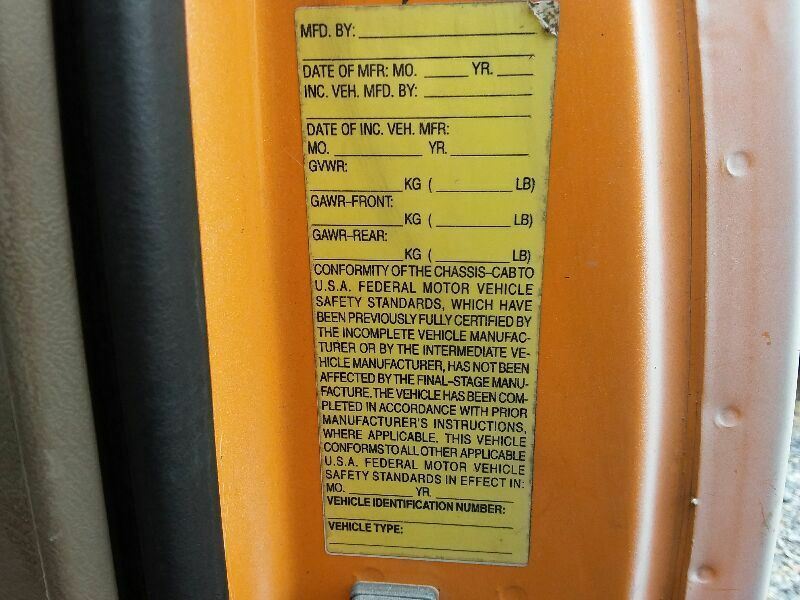 MFD. BY:
DATE OF MFR: MO. YR.
INC. VEH. MFD. BY:
DATE OF INC. VEH. MFR:
MO. YR.
GVWR:
KG ( LB)
GAWR-FRONT:
KG ( LB)
GAWR-REAR:
KG ( LB)
CONFORMITY OF THE CHASSIS-CAB TO
U.S.A. FEDERAL MOTOR VEHICLE
SAFETY STANDARDS, WHICH HAVE
BEEN PREVIOUSLY FULLY CERTIFIED BY
THE INCOMPLETE VEHICLE MANUFAC-
TURER OR BY THE INTERMEDIATE VE-
HICLE MANUFACTURER, HAS NOT BEEN
AFFECTED BY THE FINAL-STAGE MANU-
FACTURE. THE VEHICLE HAS BEEN COM-
PLETED IN ACCORDANCE WITH PRIOR
MANUFACTURER'S INSTRUCTIONS,
WHERE APPLICABLE. THIS VEHICLE
CONFORMS TO ALL OTHER APPLICABLE
U.S.A. FEDERAL MOTOR VEHICLE
SAFETY STANDARDS IN EFFECT IN:
MO. YR.
VEHICLE IDENTIFICATION NUMBER:
VEHICLE TYPE: